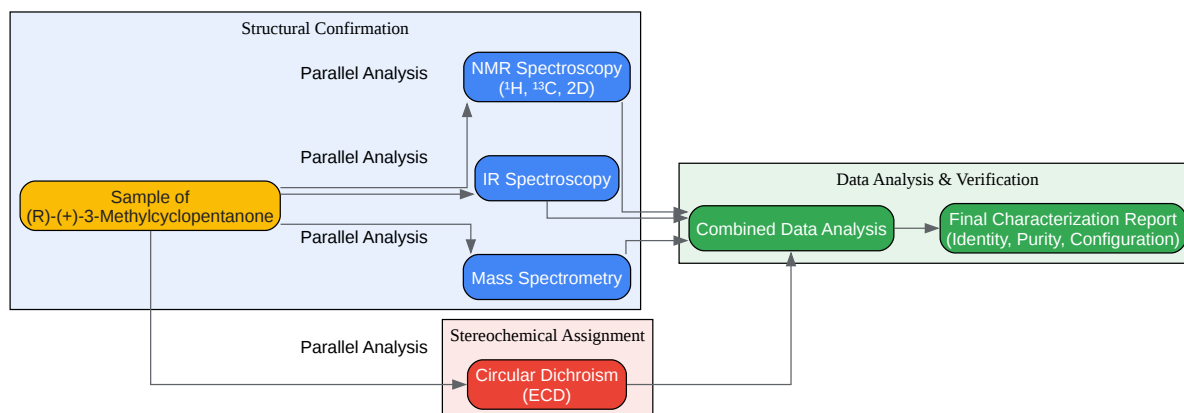 Structural Confirmation
Parallel Analysis
NMR Spectroscopy
(¹H, ¹³C, 2D)
Parallel Analysis
IR Spectroscopy
Sample of
(R)-(+)-3-Methylcyclopentanone
Parallel Analysis
Mass Spectrometry
Data Analysis & Verification
Combined Data Analysis
Final Characterization Report
(Identity, Purity, Configuration)
Stereochemical Assignment
Parallel Analysis
Circular Dichroism
(ECD)